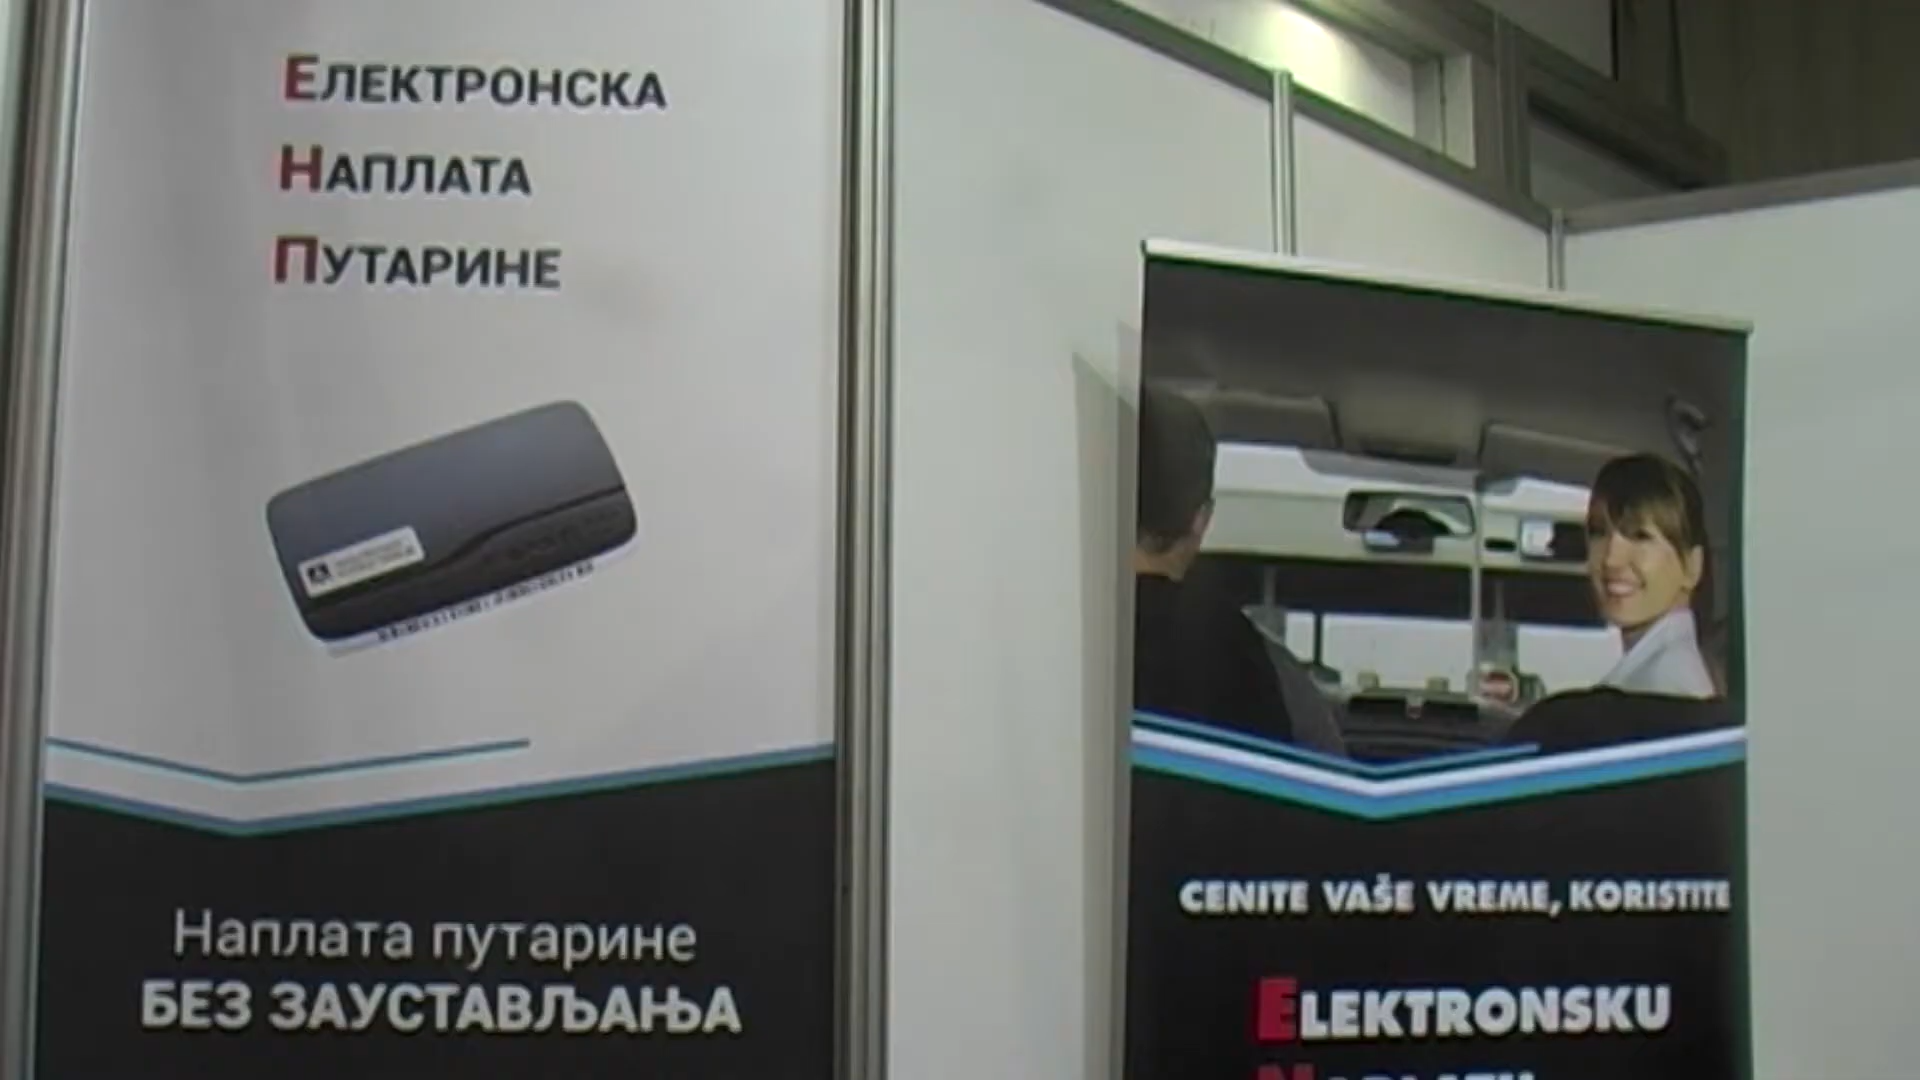 ЕЛЕКТРОНСКА
НАПЛАТА
ПУТАРИНЕ
Наплата путарине
БЕЗ ЗАУСТАВЉАЊА
CENITE VAŠE VREME, KORISTITE
ELEKTRONSKU